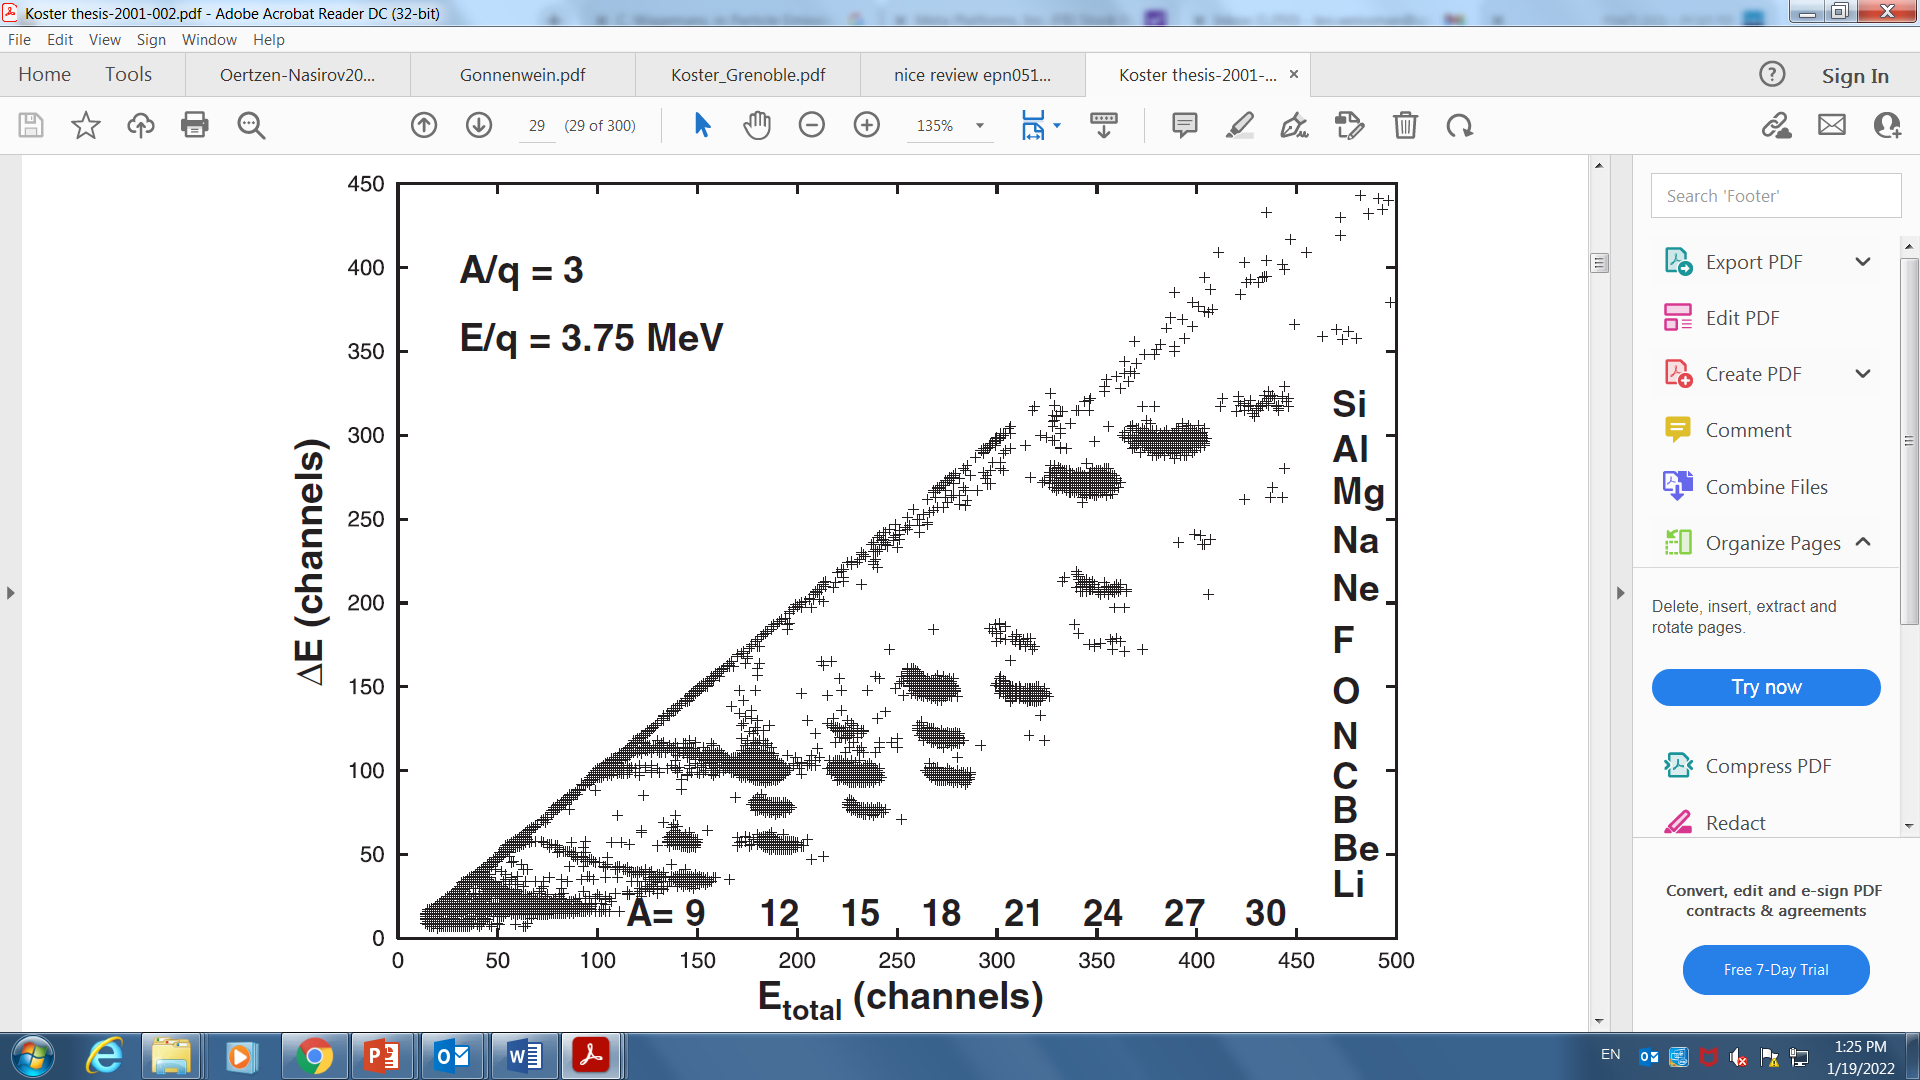 Koster thesis-2001-002.pdf - Adobe Acrobat Reader DC (32-bit)
File Edit View Sign Window Help
Home Tools Oertzen-Nasirov20... Gonnenwein.pdf Koster_Grenoble.pdf nice review epn051... Koster thesis-2001-... × Sign In
29 (29 of 300) 135%
450
400
350
300
250
200
150
100
50
0
ΔE (channels)
A/q = 3
E/q = 3.75 MeV
Si
Al
Mg
Na
Ne
F
O
N
C
B
Be
Li
A= 9 12 15 18 21 24 27 30
0 50 100 150 200 250 300 350 400 450 500
Etotal (channels)
Search 'Footer'
Export PDF
Edit PDF
Create PDF
Comment
Combine Files
Organize Pages
Delete, insert, extract and
rotate pages.
Try now
Compress PDF
Redact
Convert, edit and e-sign PDF
contracts & agreements
Free 7-Day Trial
EN
1:25 PM
1/19/2022